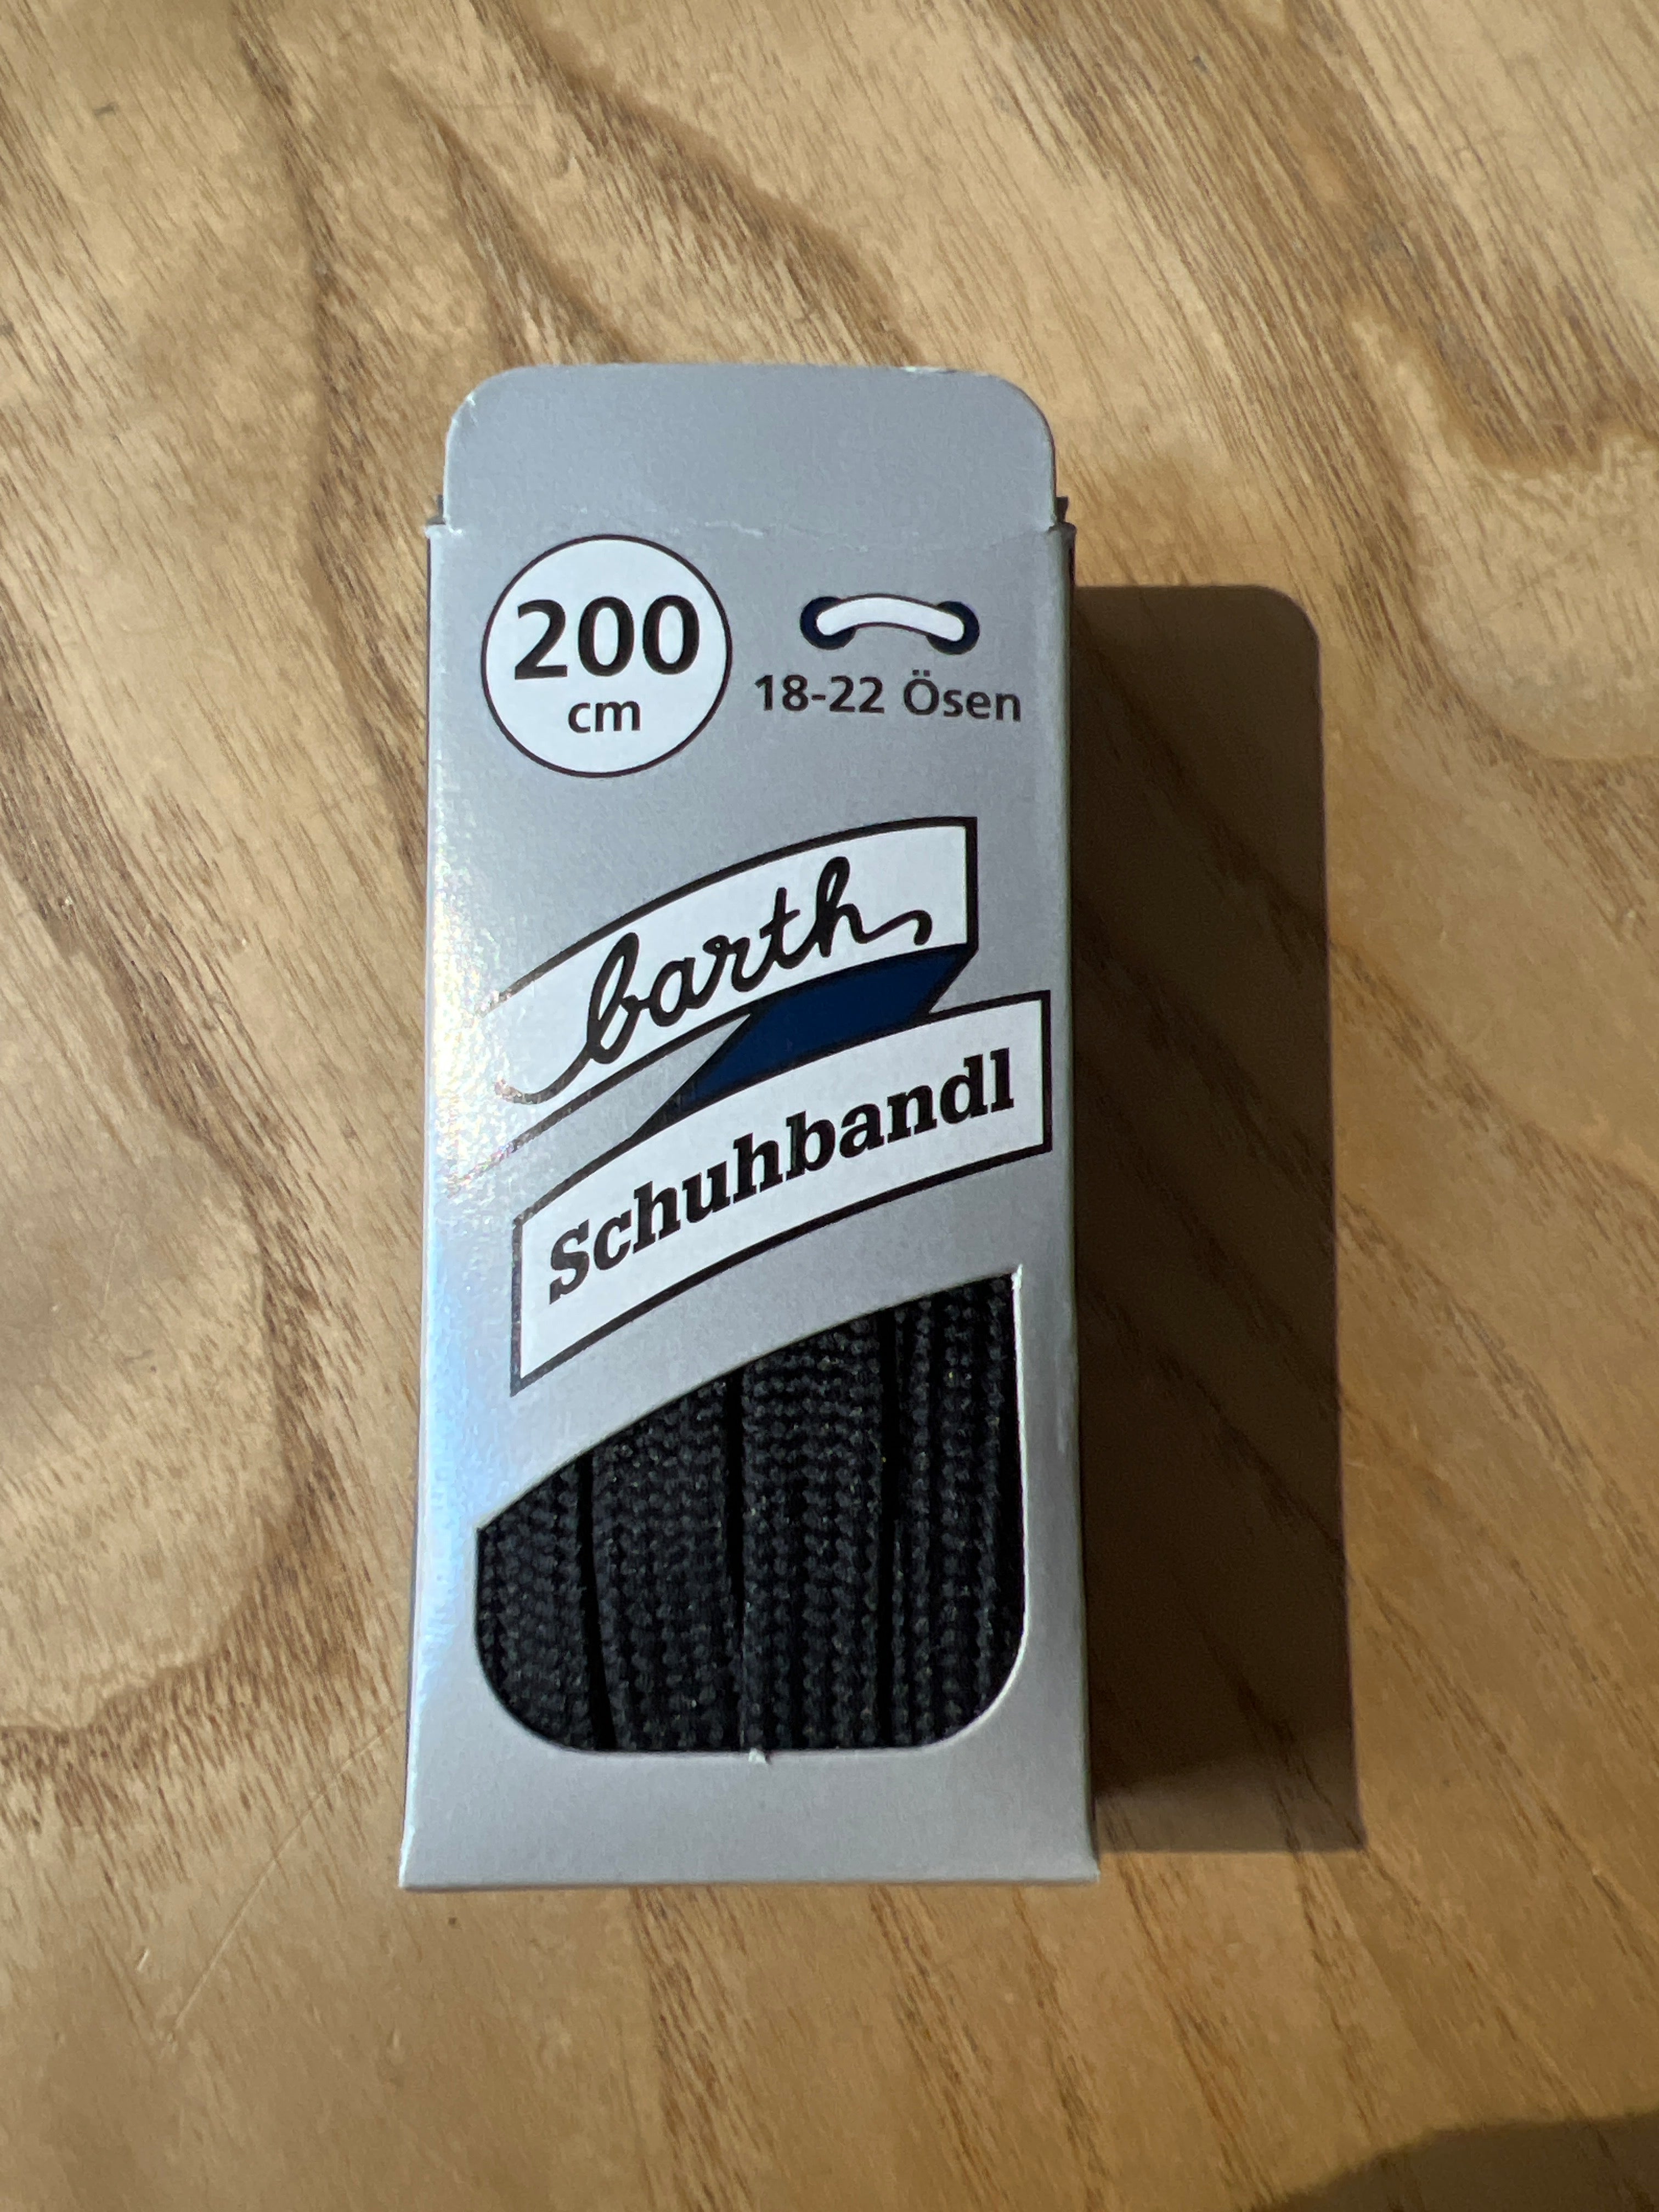 200
cm
18-22 Ösen
barth
Schuhbandl